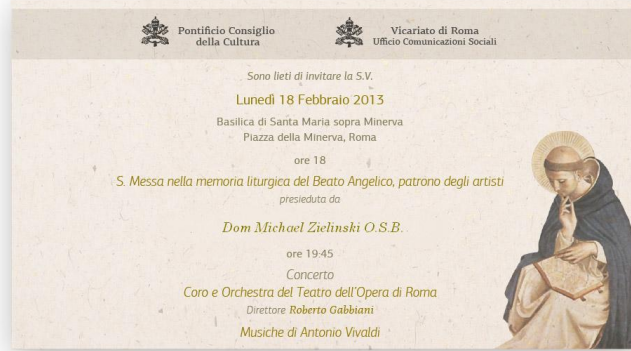 Pontificio Consiglio
della Cultura
Vicariato di Roma
Ufficio Comunicazioni Sociali
Sono lieti di invitare la S.V.
Lunedì 18 Febbraio 2013
Basilica di Santa Maria sopra Minerva
Piazza della Minerva, Roma
ore 18
S. Messa nella memoria liturgica del Beato Angelico, patrono degli artisti
presieduta da
Dom Michael Zielinski O.S.B.
ore 19:45
Concerto
Coro e Orchestra del Teatro dell'Opera di Roma
Direttore Roberto Gabbiani
Musiche di Antonio Vivaldi